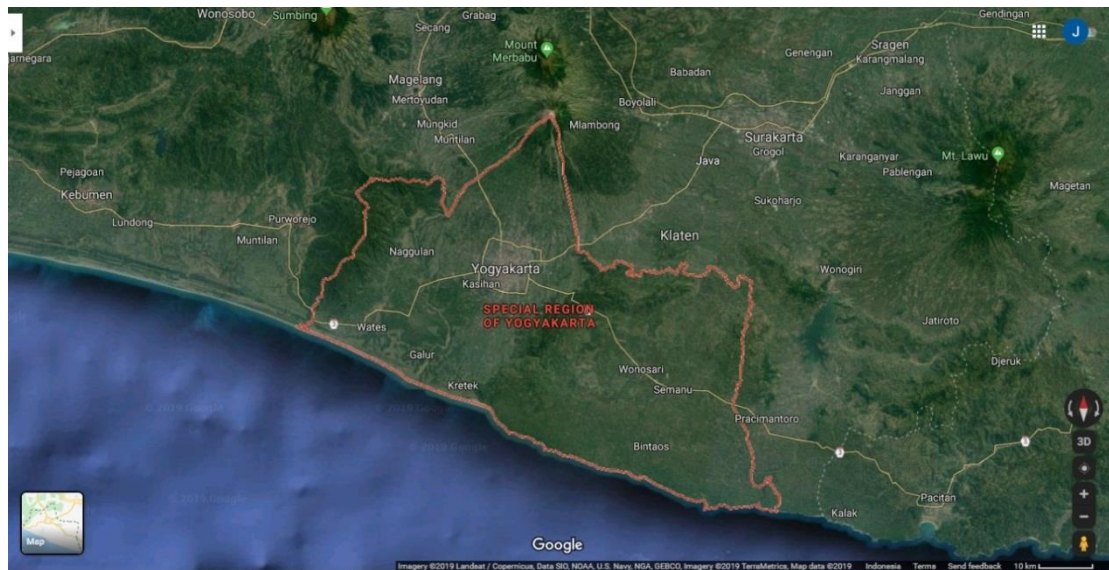 Wonosobo
Sumbing
Grabag
Secang
Gendingan
J
Mount
Merbabu
Sragen
Karangmalang
Genengan
Babadan
Magelang
Mertoyudan
Janggan
Boyolali
Mungkid
Muntilan
Mlambong
Surakarta
Grogol
Java
Karanganyar
Pablengan
Mt. Lawu
Magetan
Pejagoan
Kebumen
Sukoharjo
Lundong
Purworejo
Muntilan
Naggulan
Klaten
Yogyakarta
Kasihan
Wonogiri
SPECIAL REGION
OF YOGYAKARTA
3
Wates
Jatiroto
Galur
Djeruk
Wonosari
Kretek
Semanu
Pracimantoro
Bintaos
3
3
3D
Pacitan
Kalak
+
−
Map
Google
Imagery ©2019 Landsat / Copernicus, Data SIO, NOAA, U.S. Navy, NGA, GEBCO, Imagery ©2019 TerraMetrics, Map data ©2019 Indonesia Terms Send feedback 10 km